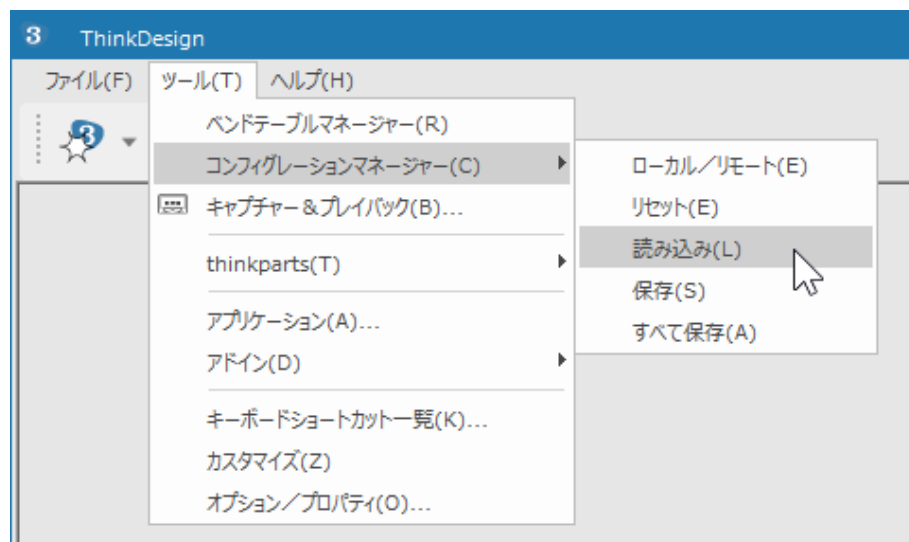 3 ThinkDesign
ファイル(F) ツール(T) ヘルプ(H)
3
ベンドテーブルマネージャー(R)
コンフィグレーションマネージャー(C)
キャプチャー&プレイバック(B)...
thinkparts(T)
アプリケーション(A)...
アドイン(D)
キーボードショートカット一覧(K)...
カスタマイズ(Z)
オプション/プロパティ(O)...
ローカル/リモート(E)
リセット(E)
読み込み(L)
保存(S)
すべて保存(A)